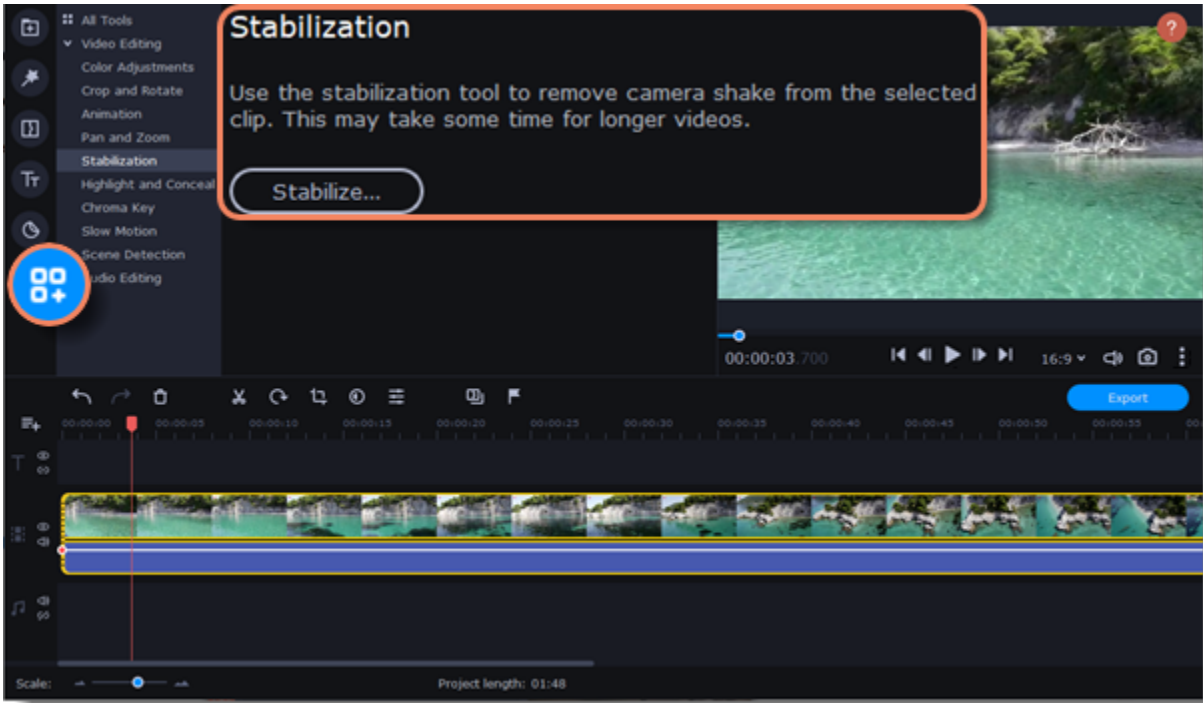 All Tools
Video Editing
Color Adjustments
Crop and Rotate
Animation
Pan and Zoom
Stabilization
Highlight and Conceal
Chroma Key
Slow Motion
Scene Detection
udio Editing
Stabilization
Use the stabilization tool to remove camera shake from the selected
clip. This may take some time for longer videos.
Stabilize...
?
00:00:03.700
16:9
Export
00:00:00 00:00:05 00:00:10 00:00:15 00:00:20 00:00:25 00:00:30 00:00:35 00:00:40 00:00:45 00:00:50 00:00:55 00:
Scale:
Project length: 01:48